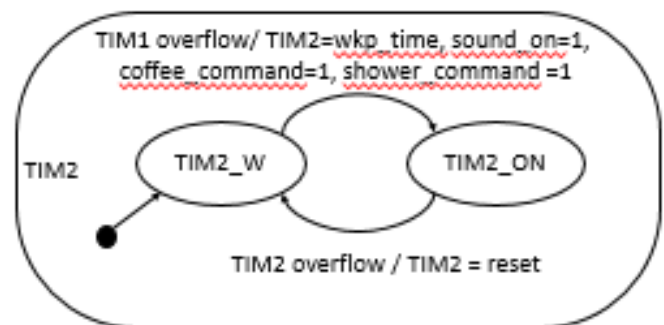 TIM1 overflow/ TIM2=wkp_time, sound_on=1,
coffee_command=1, shower_command =1
TIM2
TIM2_W
TIM2_ON
TIM2 overflow / TIM2 = reset